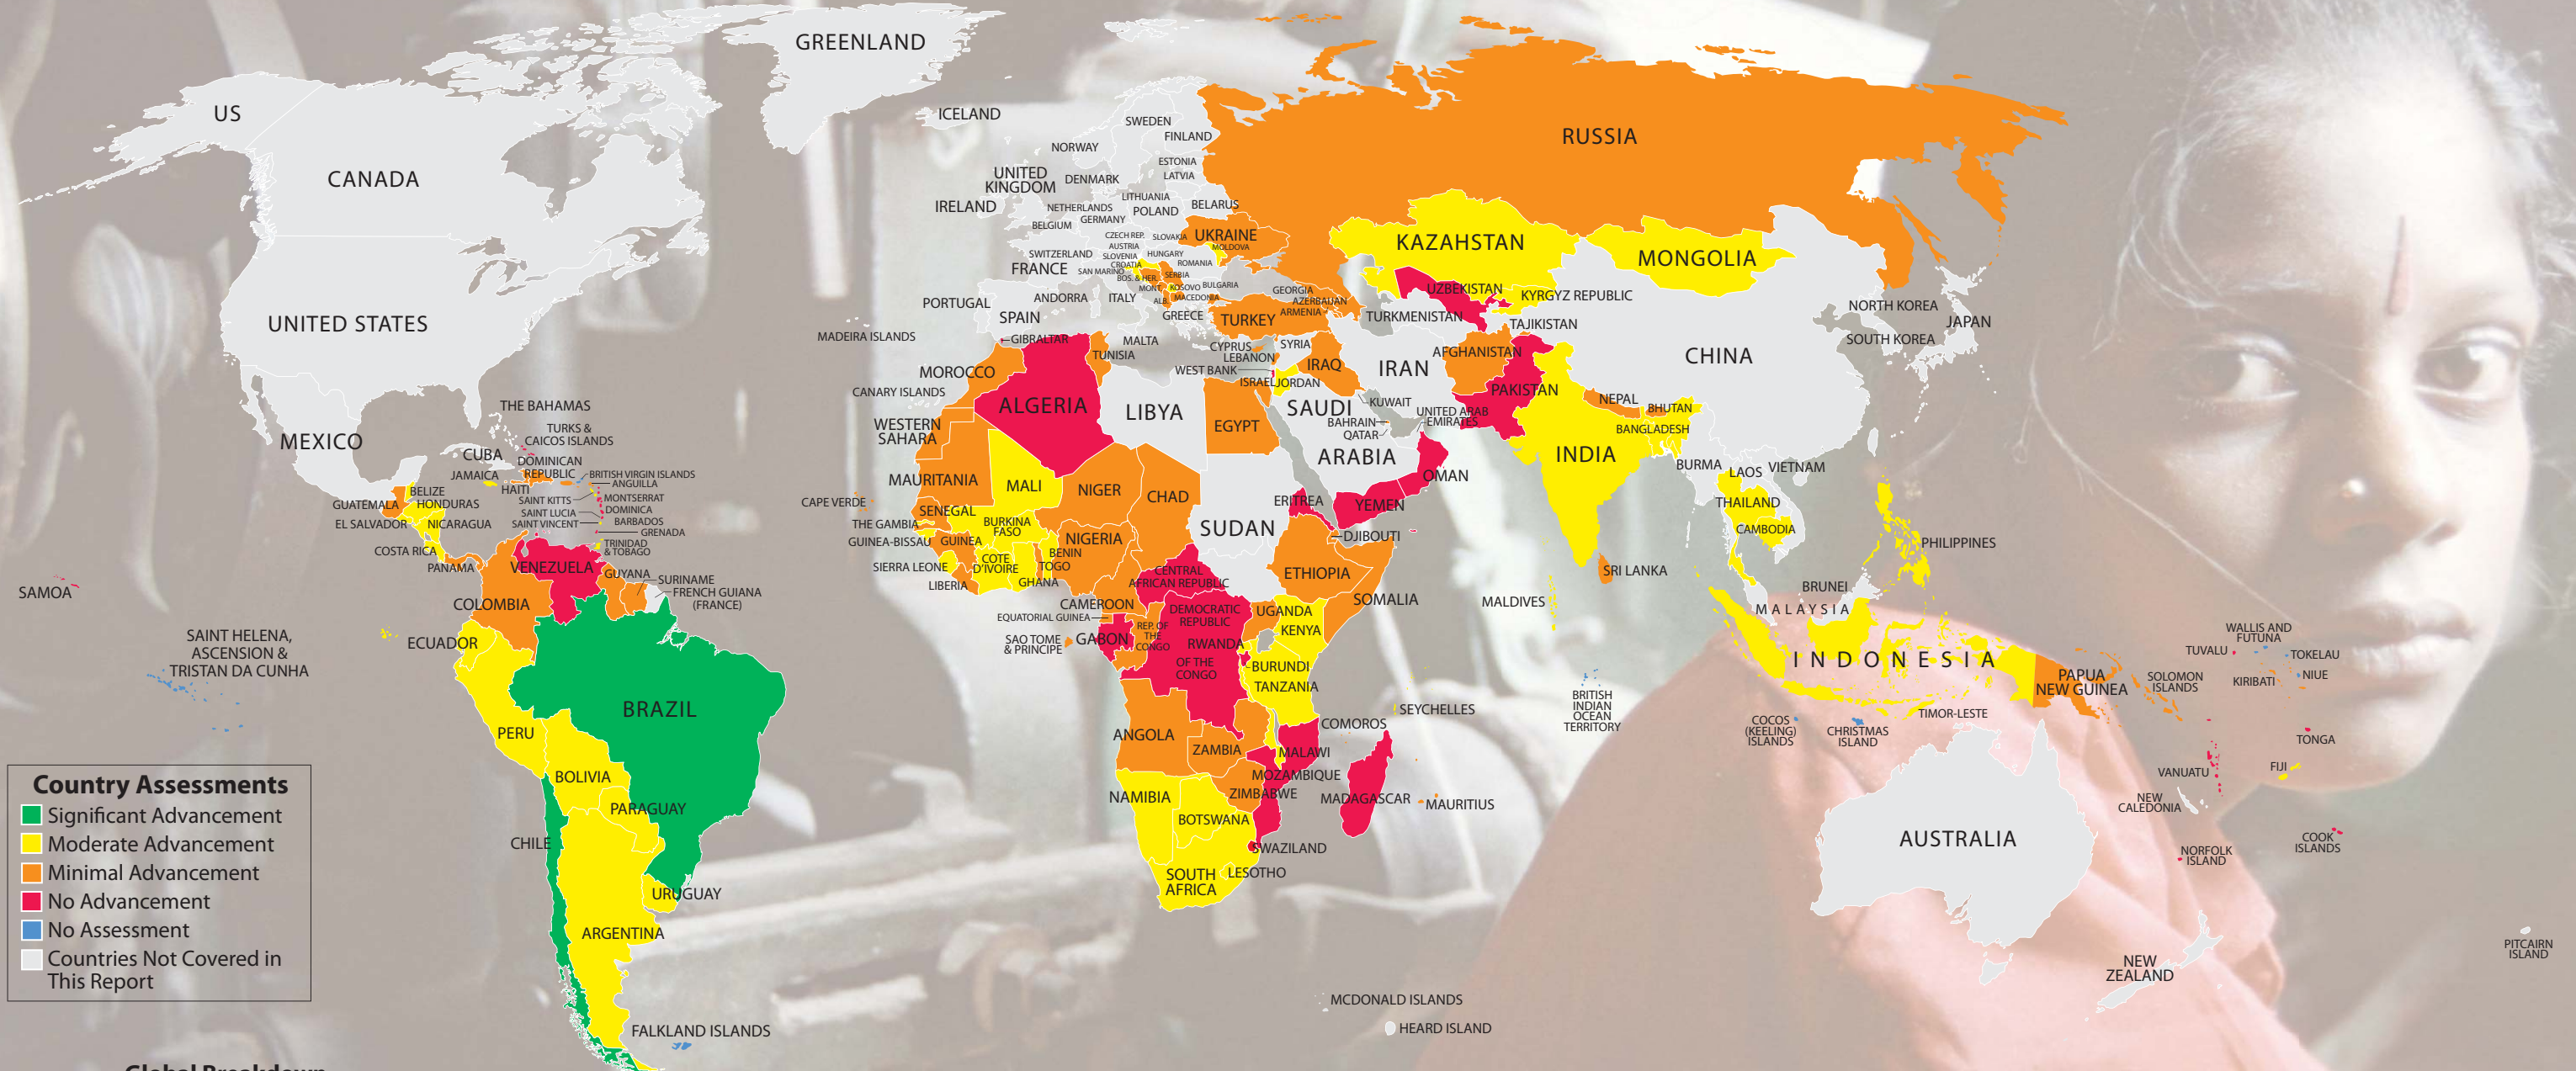 GREENLAND
US
ICELAND
CANADA
SWEDEN
FINLAND
NORWAY
RUSSIA
ESTONIA
LATVIA
UNITED
KINGDOM
DENMARK
LITHUANIA
IRELAND
NETHERLANDS
POLAND
BELARUS
GERMANY
BELGIUM
CZECH REP.
SLOVAKIA
UKRAINE
MOLDOVA
AUSTRIA
SWITZERLAND
SLOVENIA
HUNGARY
CROATIA
ROMANIA
FRANCE
SAN MARINO
BOS. & HER.
SERBIA
MONT.
KOSOVO
BULGARIA
ANDORRA
ITALY
ALB.
MACEDONIA
PORTUGAL
SPAIN
GREECE
TURKEY
GEORGIA
AZERBAIJAN
ARMENIA
KAZAHSTAN
MONGOLIA
UZBEKISTAN
KYRGYZ REPUBLIC
TURKMENISTAN
TAJIKISTAN
NORTH KOREA
JAPAN
SOUTH KOREA
CHINA
UNITED STATES
MADEIRA ISLANDS
GIBRALTAR
MALTA
TUNISIA
CYPRUS
SYRIA
LEBANON
WEST BANK
IRAQ
IRAN
AFGHANISTAN
ISRAEL
JORDAN
MOROCCO
CANARY ISLANDS
ALGERIA
LIBYA
EGYPT
SAUDI
ARABIA
KUWAIT
BAHRAIN
QATAR
UNITED ARAB
EMIRATES
PAKISTAN
NEPAL
BHUTAN
BANGLADESH
INDIA
OMAN
YEMEN
BURMA
LAOS
VIETNAM
THAILAND
CAMBODIA
PHILIPPINES
WESTERN
SAHARA
MEXICO
THE BAHAMAS
TURKS &
CAICOS ISLANDS
CUBA
DOMINICAN
REPUBLIC
JAMAICA
HAITI
BRITISH VIRGIN ISLANDS
ANGUILLA
SAINT KITTS
MONTSERRAT
DOMINICA
SAINT LUCIA
SAINT VINCENT
BARBADOS
GRENADA
TRINIDAD
& TOBAGO
BELIZE
GUATEMALA
HONDURAS
EL SALVADOR
NICARAGUA
COSTA RICA
PANAMA
VENEZUELA
GUYANA
SURINAME
FRENCH GUIANA
(FRANCE)
COLOMBIA
ECUADOR
BRAZIL
PERU
BOLIVIA
PARAGUAY
CHILE
URUGUAY
ARGENTINA
FALKLAND ISLANDS
SAMOA
SAINT HELENA,
ASCENSION &
TRISTAN DA CUNHA
CAPE VERDE
MAURITANIA
MALI
NIGER
CHAD
SUDAN
ERITREA
DJIBOUTI
SENEGAL
THE GAMBIA
BURKINA
FASO
GUINEA-BISSAU
GUINEA
NIGERIA
BENIN
TOGO
COTE
D'IVOIRE
SIERRA LEONE
GHANA
LIBERIA
CENTRAL
AFRICAN REPUBLIC
ETHIOPIA
SOMALIA
CAMEROON
EQUATORIAL GUINEA
SAO TOME
& PRINCIPE
GABON
REP. OF
THE
CONGO
DEMOCRATIC
REPUBLIC
OF THE
CONGO
UGANDA
KENYA
RWANDA
BURUNDI
TANZANIA
ANGOLA
ZAMBIA
COMOROS
SEYCHELLES
MALAWI
MOZAMBIQUE
ZIMBABWE
NAMIBIA
BOTSWANA
MADAGASCAR
MAURITIUS
SWAZILAND
LESOTHO
SOUTH
AFRICA
MALDIVES
SRI LANKA
BRITISH
INDIAN
OCEAN
TERRITORY
BRUNEI
MALAYSIA
INDONESIA
PAPUA
NEW GUINEA
TIMOR-LESTE
COCOS
(KEELING)
ISLANDS
CHRISTMAS
ISLAND
SOLOMON
ISLANDS
WALLIS AND
FUTUNA
TUVALU
TOKELAU
KIRIBATI
NIUE
TONGA
FIJI
VANUATU
NEW
CALEDONIA
COOK
ISLANDS
NORFOLK
ISLAND
AUSTRALIA
NEW
ZEALAND
PITCAIRN
ISLAND
MCDONALD ISLANDS
HEARD ISLAND
Country Assessments
Significant Advancement
Moderate Advancement
Minimal Advancement
No Advancement
No Assessment
Countries Not Covered in
This Report
Global Breakdown